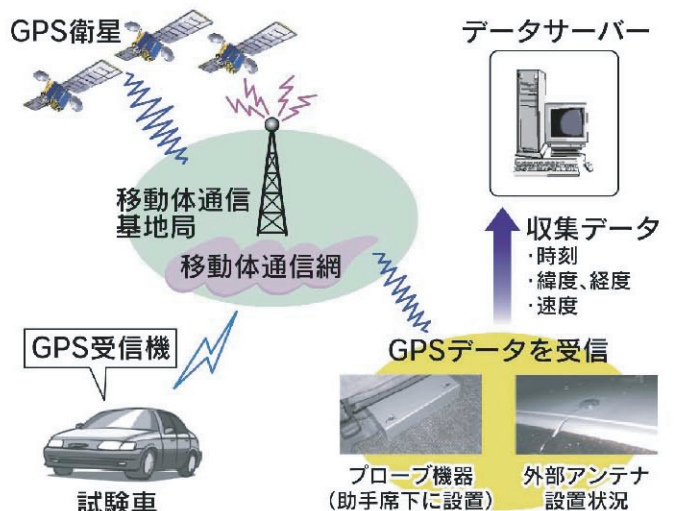 GPS衛星
データサーバー
移動体通信
基地局
移動体通信網
収集データ
・時刻
・緯度、経度
・速度
GPS受信機
GPSデータを受信
試験車
プローブ機器
(助手席下に設置)
外部アンテナ
設置状況